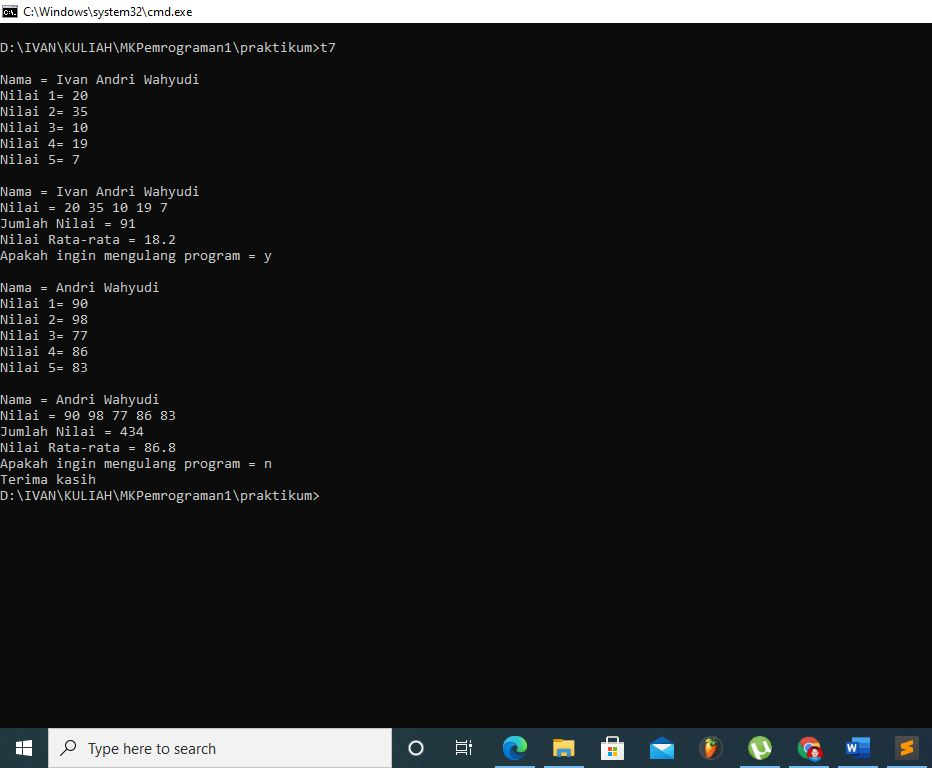 C:\Windows\system32\cmd.exe
D:\IVAN\KULIAH\MKPemrograman1\praktikum>t7
Nama = Ivan Andri Wahyudi
Nilai 1= 20
Nilai 2= 35
Nilai 3= 10
Nilai 4= 19
Nilai 5= 7
Nama = Ivan Andri Wahyudi
Nilai = 20 35 10 19 7
Jumlah Nilai = 91
Nilai Rata-rata = 18.2
Apakah ingin mengulang program = y
Nama = Andri Wahyudi
Nilai 1= 90
Nilai 2= 98
Nilai 3= 77
Nilai 4= 86
Nilai 5= 83
Nama = Andri Wahyudi
Nilai = 90 98 77 86 83
Jumlah Nilai = 434
Nilai Rata-rata = 86.8
Apakah ingin mengulang program = n
Terima kasih
D:\IVAN\KULIAH\MKPemrograman1\praktikum>
Type here to search